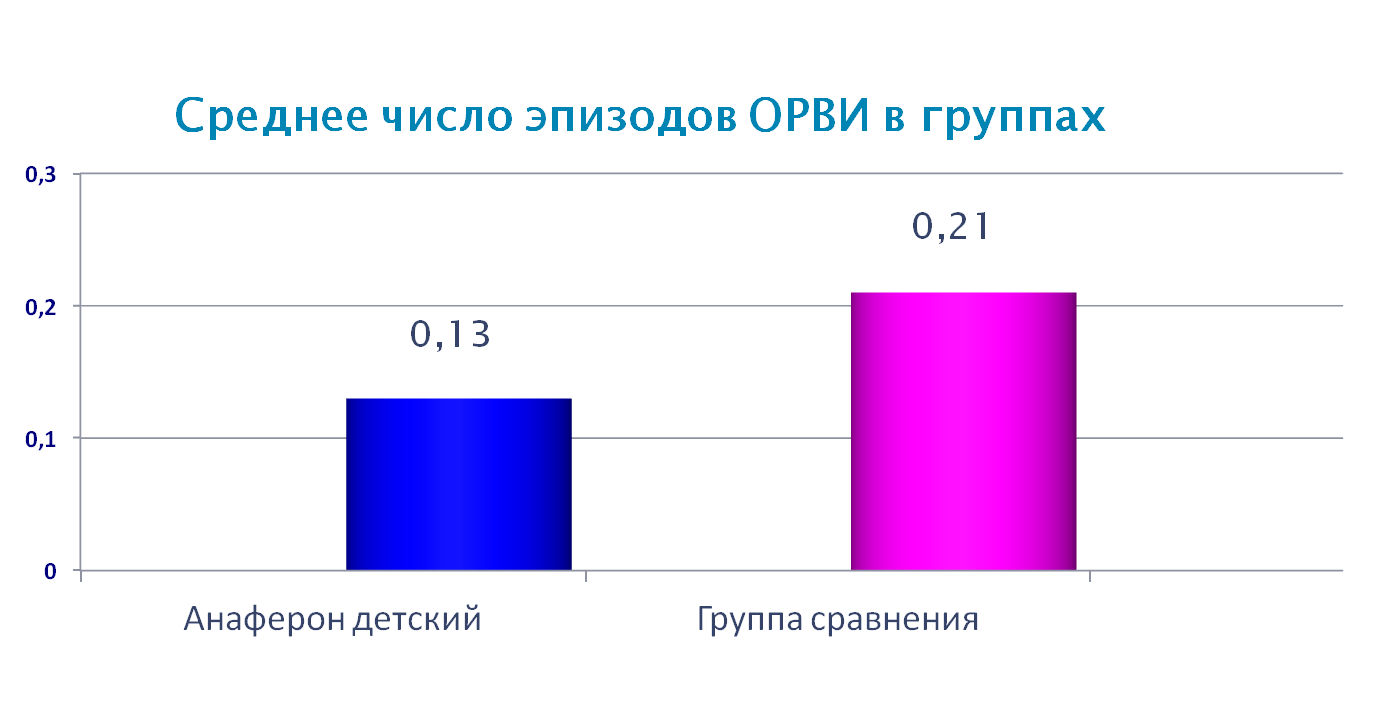 Среднее число эпизодов ОРВИ в группах
0,3
0,21
0,2
0,13
0,1
0
Анаферон детский
Группа сравнения